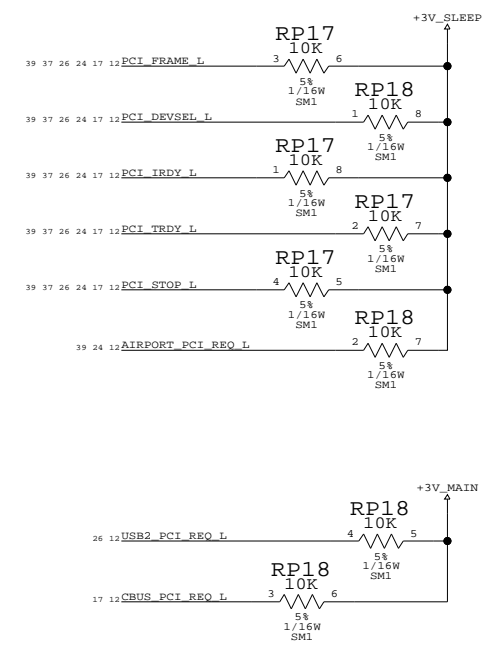 +3V_SLEEP
RP17
10K
39 37 26 24 17 12 PCI_FRAME_L 3 6
5%
1/16W
SM1
RP18
10K
39 37 26 24 17 12 PCI_DEVSEL_L 1 8
5%
1/16W
SM1
RP17
10K
39 37 26 24 17 12 PCI_IRDY_L 1 8
5%
1/16W
SM1
RP17
10K
39 37 26 24 17 12 PCI_TRDY_L 2 7
5%
1/16W
SM1
RP17
10K
39 37 26 24 17 12 PCI_STOP_L 4 5
5%
1/16W
SM1
RP18
10K
39 24 12 AIRPORT_PCI_REQ_L 2 7
5%
1/16W
SM1
+3V_MAIN
RP18
10K
26 12 USB2_PCI_REQ_L 4 5
5%
1/16W
SM1
RP18
10K
17 12 CBUS_PCI_REQ_L 3 6
5%
1/16W
SM1